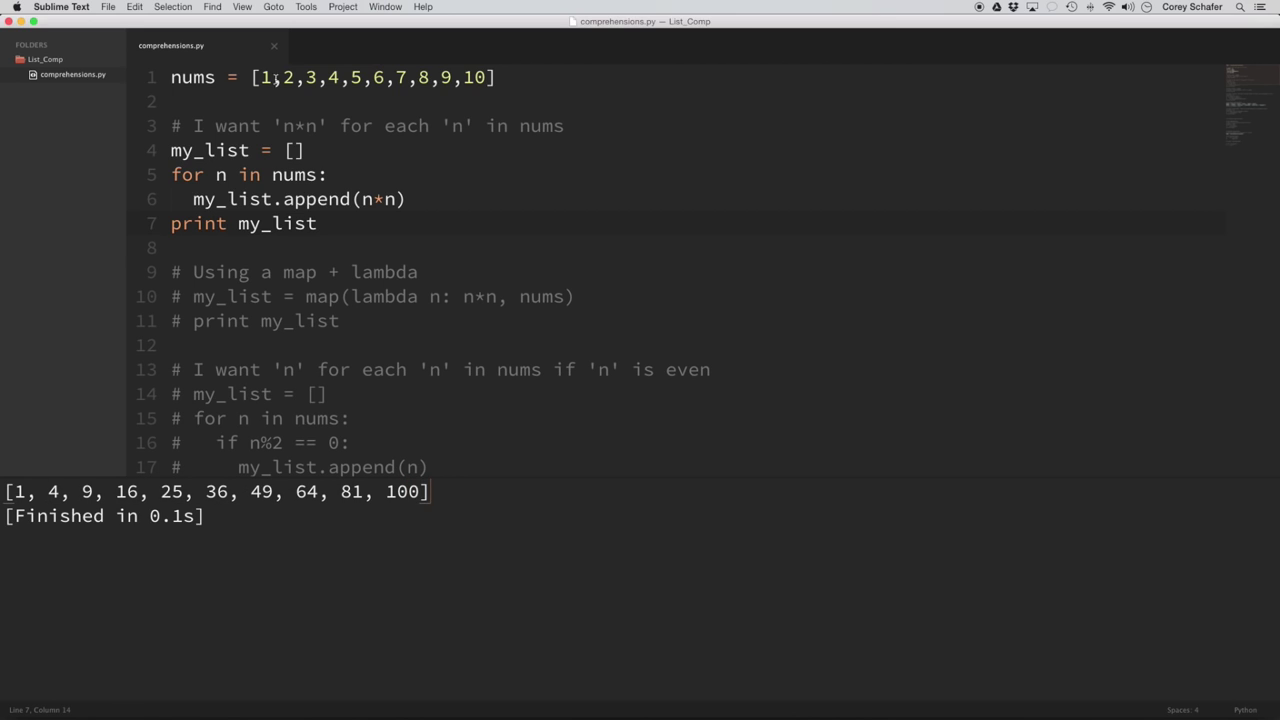 Sublime Text File Edit Selection Find View Goto Tools Project Window Help Corey Schafer
comprehensions.py — List_Comp
FOLDERS
List_Comp
comprehensions.py
comprehensions.py
1 nums = [1,2,3,4,5,6,7,8,9,10]
2
3 # I want 'n*n' for each 'n' in nums
4 my_list = []
5 for n in nums:
6   my_list.append(n*n)
7 print my_list
8
9 # Using a map + lambda
10 # my_list = map(lambda n: n*n, nums)
11 # print my_list
12
13 # I want 'n' for each 'n' in nums if 'n' is even
14 # my_list = []
15 # for n in nums:
16 #   if n%2 == 0:
17 #     my_list.append(n)
[1, 4, 9, 16, 25, 36, 49, 64, 81, 100]
[Finished in 0.1s]
Line 7, Column 14 Spaces: 4 Python